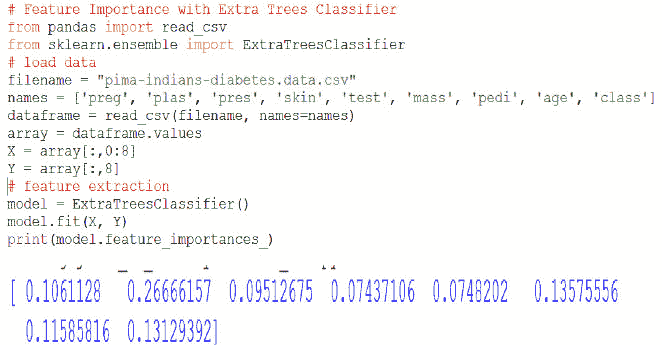 # Feature Importance with Extra Trees Classifier
from pandas import read_csv
from sklearn.ensemble import ExtraTreesClassifier
# load data
filename = "pima-indians-diabetes.data.csv"
names = ['preg', 'plas', 'pres', 'skin', 'test', 'mass', 'pedi', 'age', 'class']
dataframe = read_csv(filename, names=names)
array = dataframe.values
X = array[:,0:8]
Y = array[:,8]
# feature extraction
model = ExtraTreesClassifier()
model.fit(X, Y)
print(model.feature_importances_)
[ 0.1061128 0.26666157 0.09512675 0.07437106 0.0748202 0.13575556
0.11585816 0.13129392]